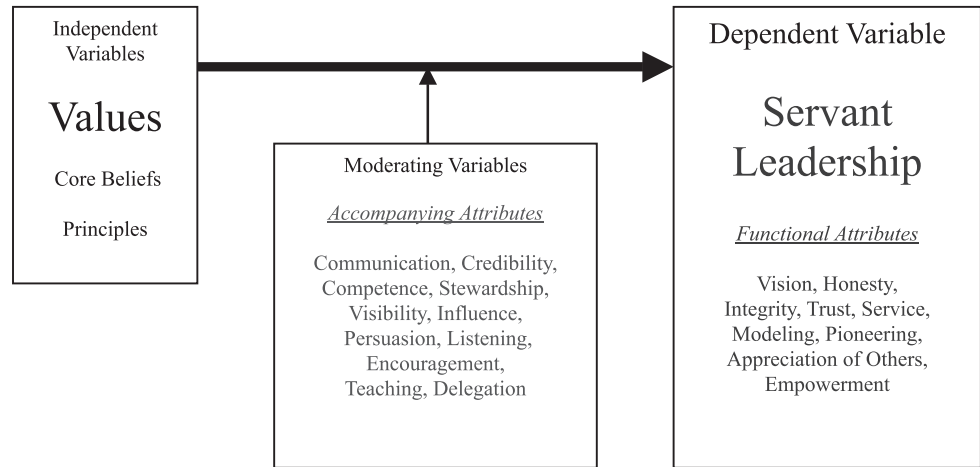 Independent
Variables
Values
Core Beliefs
Principles
Moderating Variables
Accompanying Attributes
Communication, Credibility,
Competence, Stewardship,
Visibility, Influence,
Persuasion, Listening,
Encouragement,
Teaching, Delegation
Dependent Variable
Servant
Leadership
Functional Attributes
Vision, Honesty,
Integrity, Trust, Service,
Modeling, Pioneering,
Appreciation of Others,
Empowerment